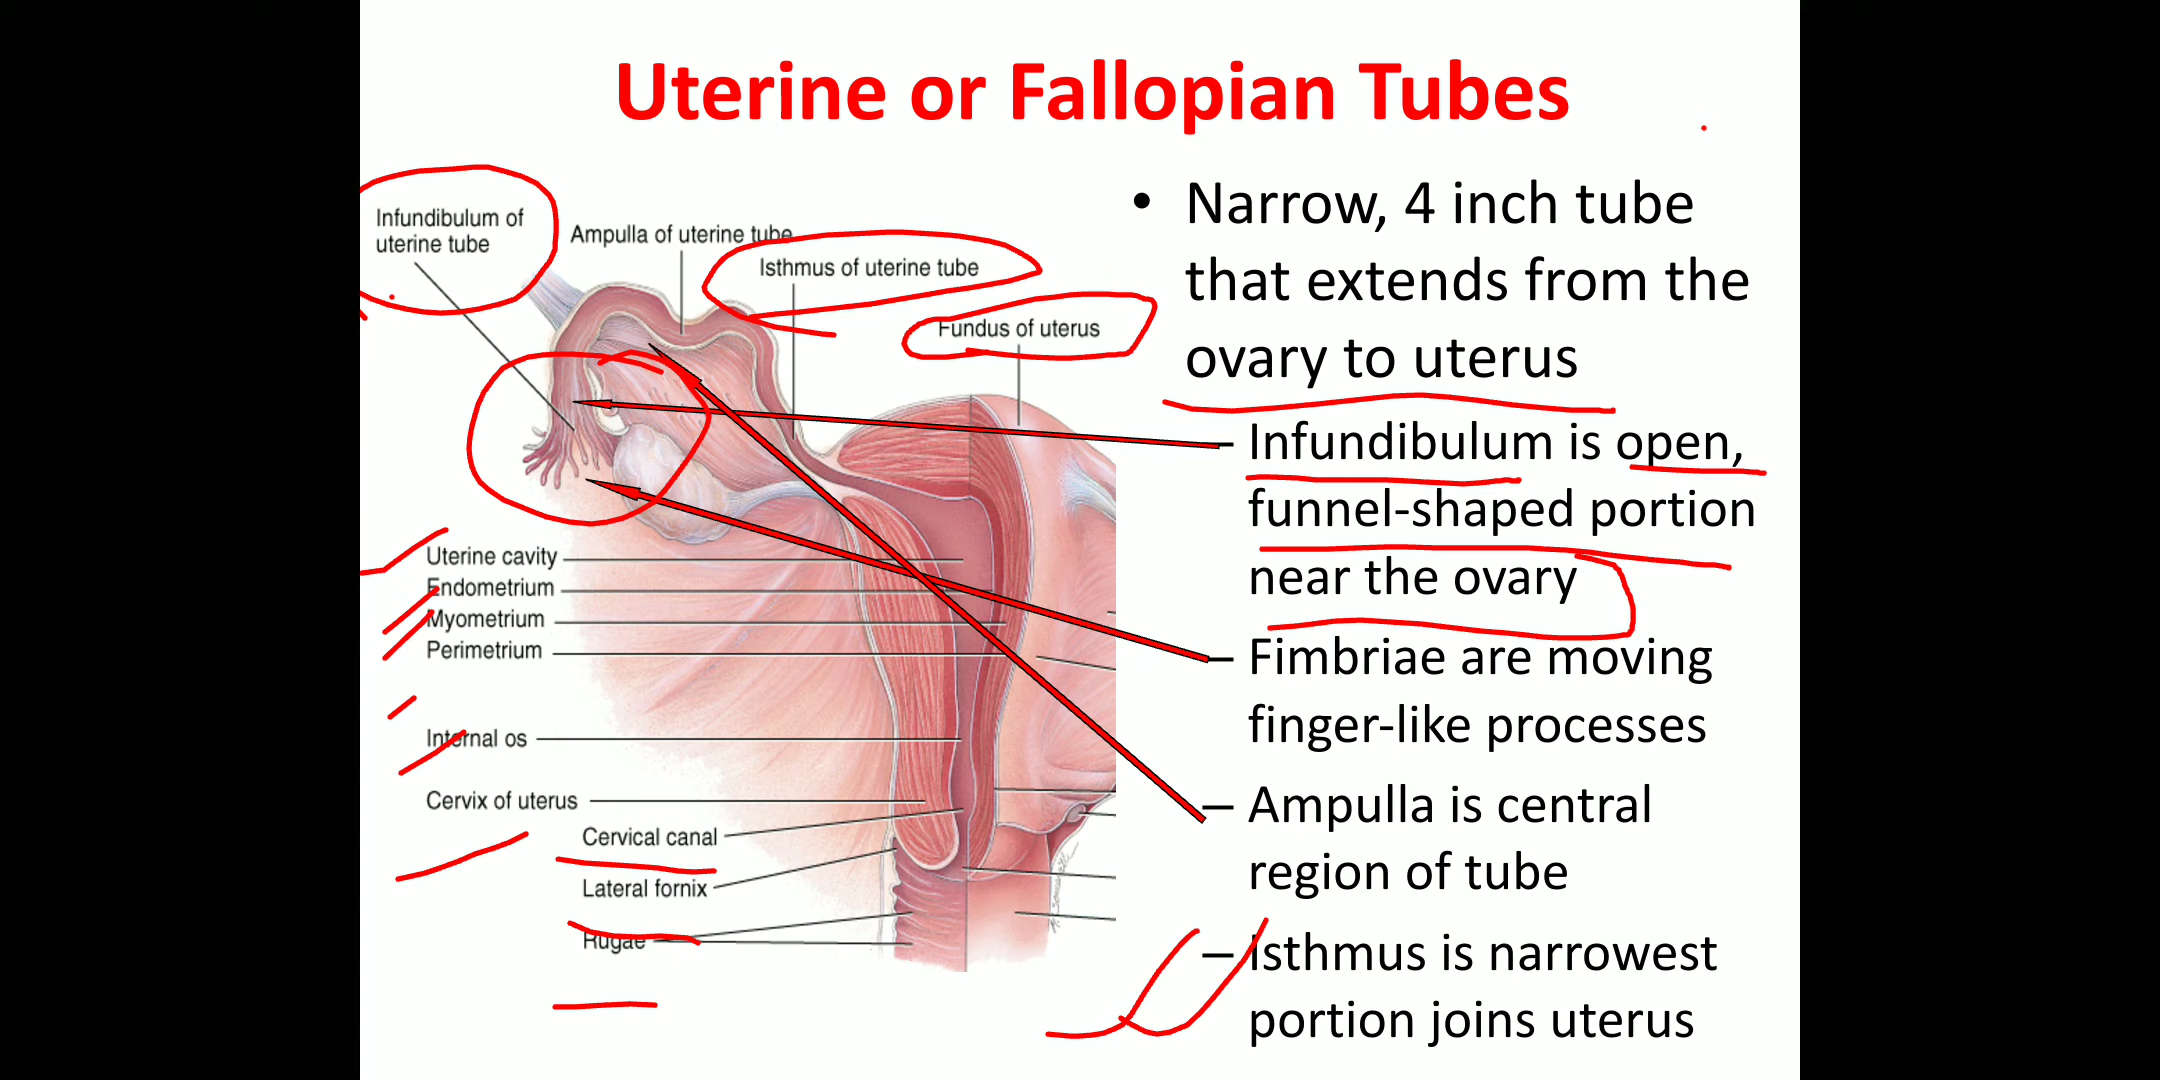 Uterine or Fallopian Tubes
Infundibulum of
uterine tube
Ampulla of uterine tube
Isthmus of uterine tube
Fundus of uterus
Uterine cavity
Endometrium
Myometrium
Perimetrium
Internal os
Cervix of uterus
Cervical canal
Lateral fornix
Rugae
• Narrow, 4 inch tube
that extends from the
ovary to uterus
– Infundibulum is open,
funnel-shaped portion
near the ovary
– Fimbriae are moving
finger-like processes
– Ampulla is central
region of tube
– Isthmus is narrowest
portion joins uterus